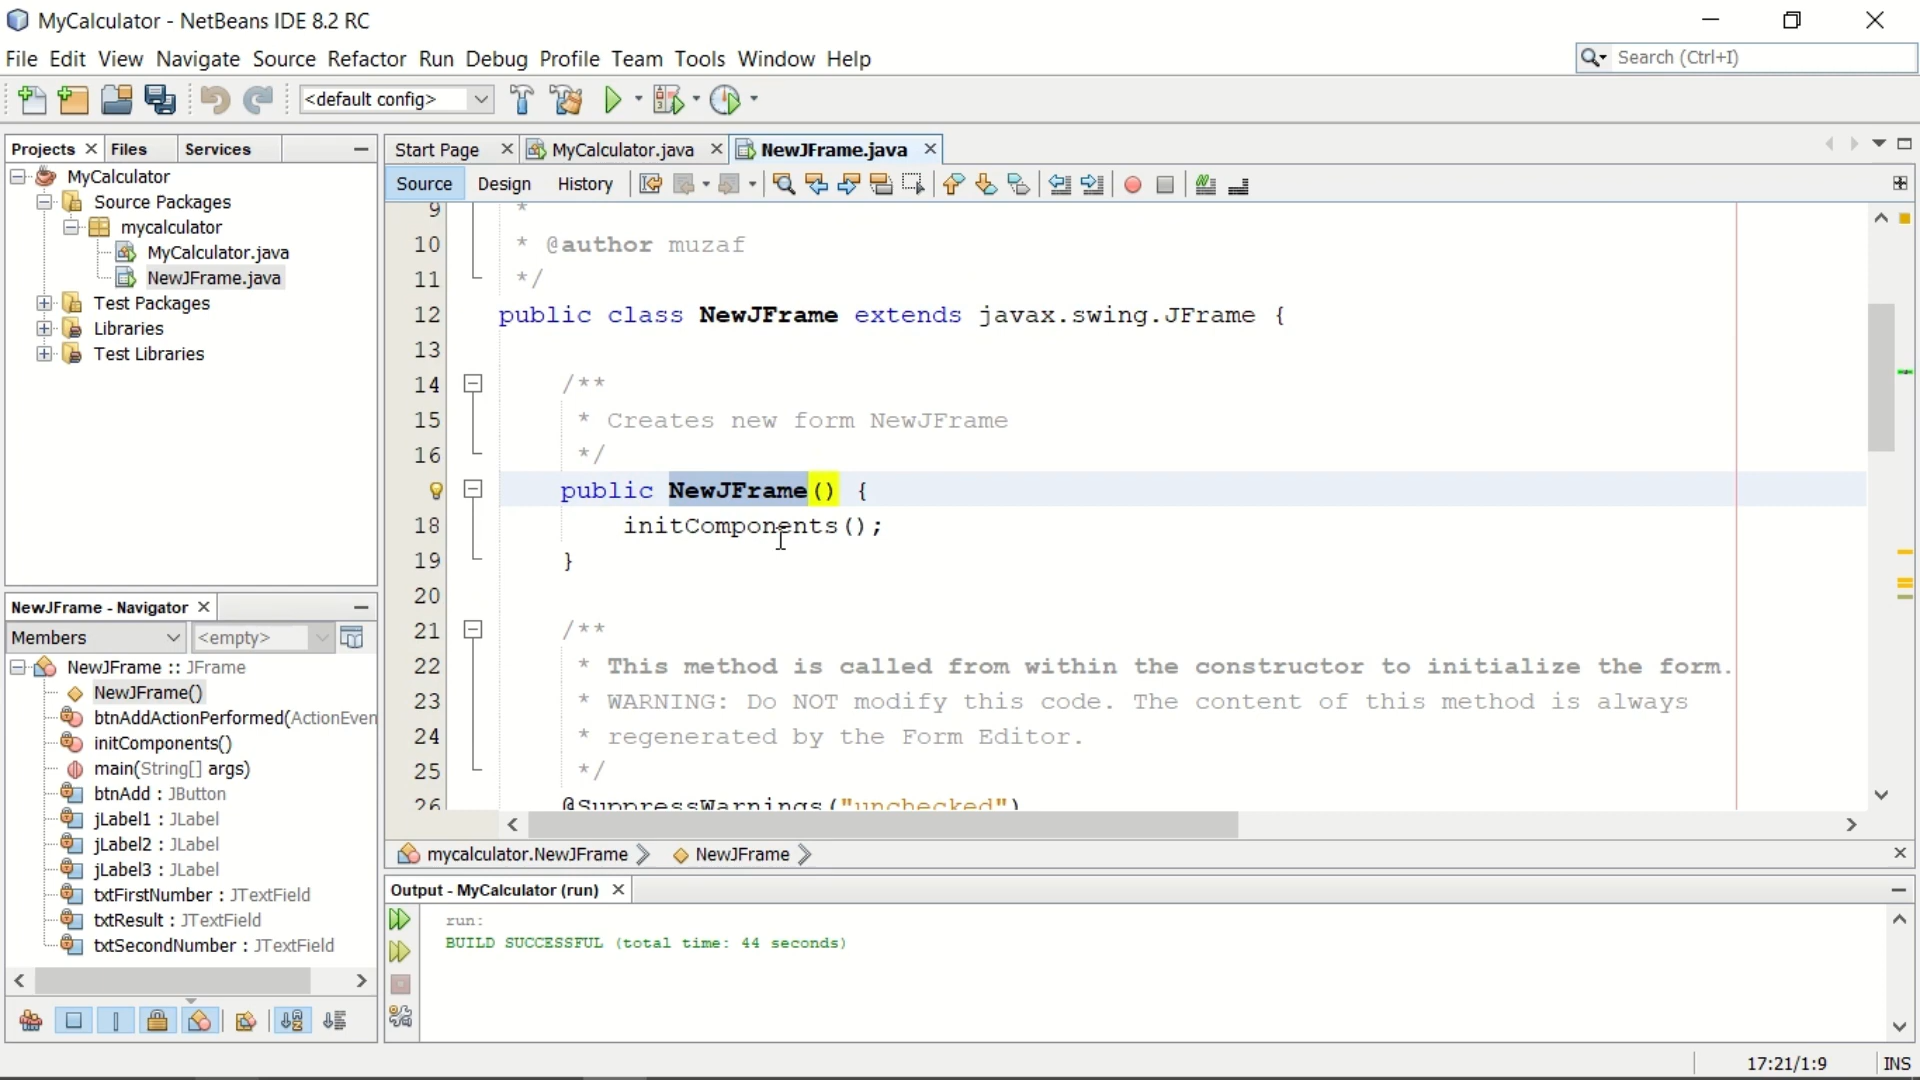 MyCalculator - NetBeans IDE 8.2 RC
File Edit View Navigate Source Refactor Run Debug Profile Team Tools Window Help
Search (Ctrl+I)
<default config>
Projects Files Services
MyCalculator
Source Packages
mycalculator
MyCalculator.java
NewJFrame.java
Test Packages
Libraries
Test Libraries
NewJFrame - Navigator
Members <empty>
NewJFrame :: JFrame
NewJFrame()
btnAddActionPerformed(ActionEven
initComponents()
main(String[] args)
btnAdd : JButton
jLabel1 : JLabel
jLabel2 : JLabel
jLabel3 : JLabel
txtFirstNumber : JTextField
txtResult : JTextField
txtSecondNumber : JTextField
Start Page MyCalculator.java NewJFrame.java
Source Design History
9 *
10 * @author muzaf
11 */
12 public class NewJFrame extends javax.swing.JFrame {
13
14 /**
15 * Creates new form NewJFrame
16 */
public NewJFrame() {
18 initComponents();
19 }
20
21 /**
22 * This method is called from within the constructor to initialize the form.
23 * WARNING: Do NOT modify this code. The content of this method is always
24 * regenerated by the Form Editor.
25 */
26 @SuppressWarnings("unchecked")
mycalculator.NewJFrame NewJFrame
Output - MyCalculator (run)
run:
BUILD SUCCESSFUL (total time: 44 seconds)
17:21/1:9 INS